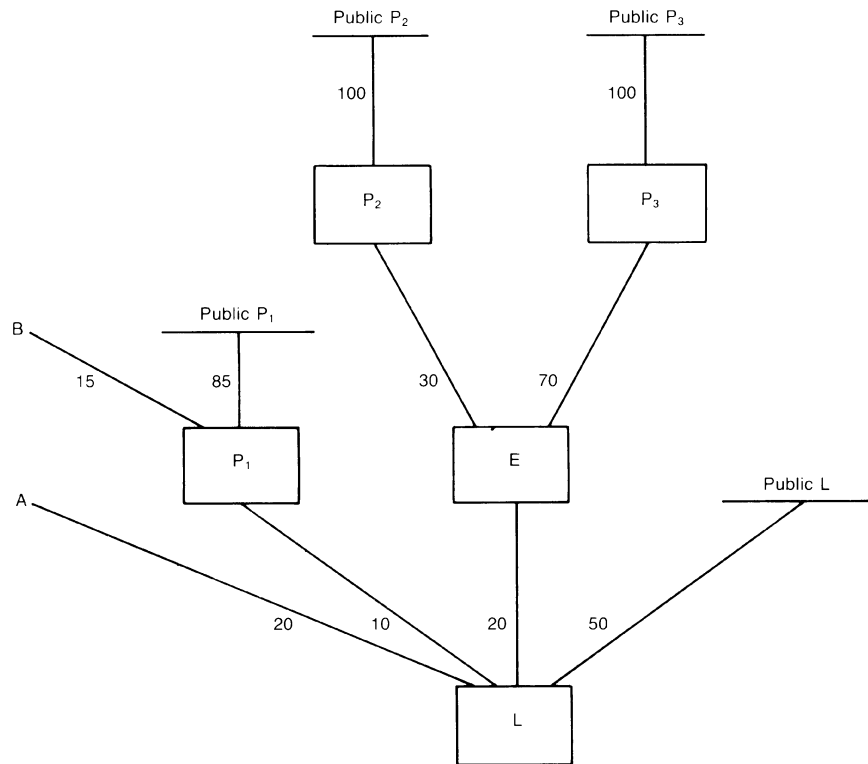 Public P₂
Public P₃
100
100
P₂
P₃
Public P₁
B
15
85
30
70
P₁
E
A
Public L
20
10
20
50
L